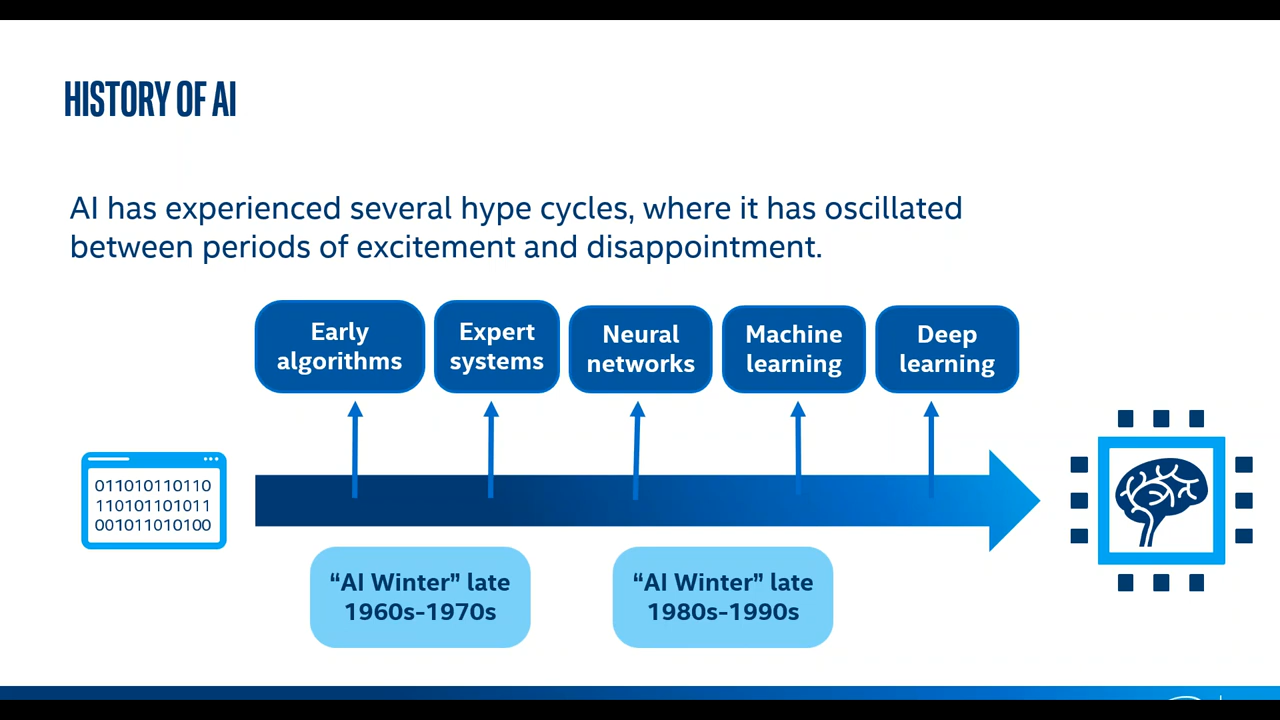 HISTORY OF AI
AI has experienced several hype cycles, where it has oscillated
between periods of excitement and disappointment.
Early
algorithms
Expert
systems
Neural
networks
Machine
learning
Deep
learning
011010110110
110101101011
001011010100
“AI Winter” late
1960s-1970s
“AI Winter” late
1980s-1990s